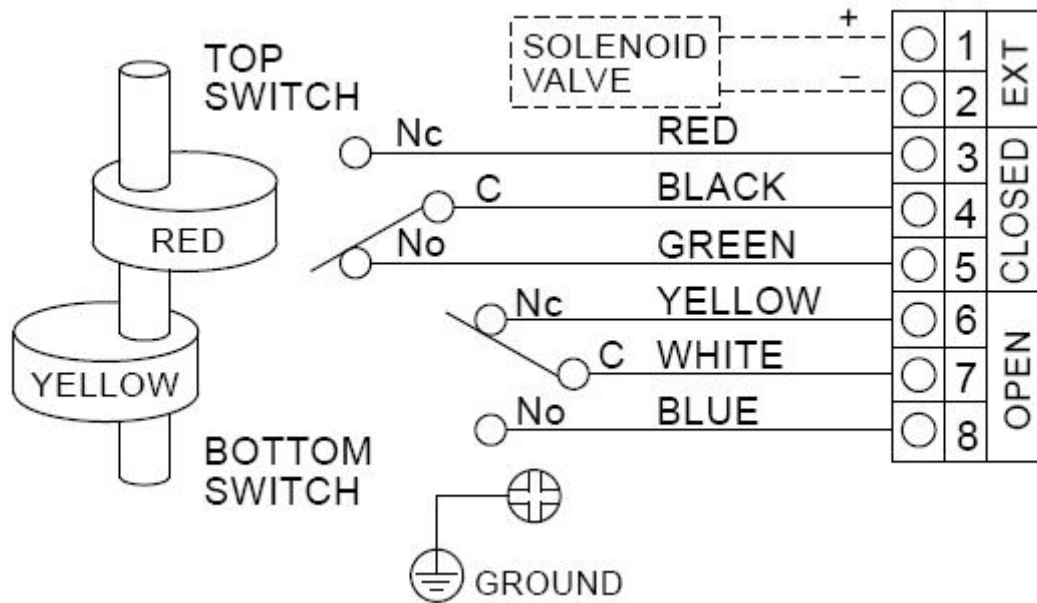 TOP
SWITCH
RED
YELLOW
BOTTOM
SWITCH
SOLENOID
VALVE
+
–
Nc RED
C BLACK
No GREEN
Nc YELLOW
C WHITE
No BLUE
GROUND
1
2
3
4
5
6
7
8
EXT
CLOSED
OPEN